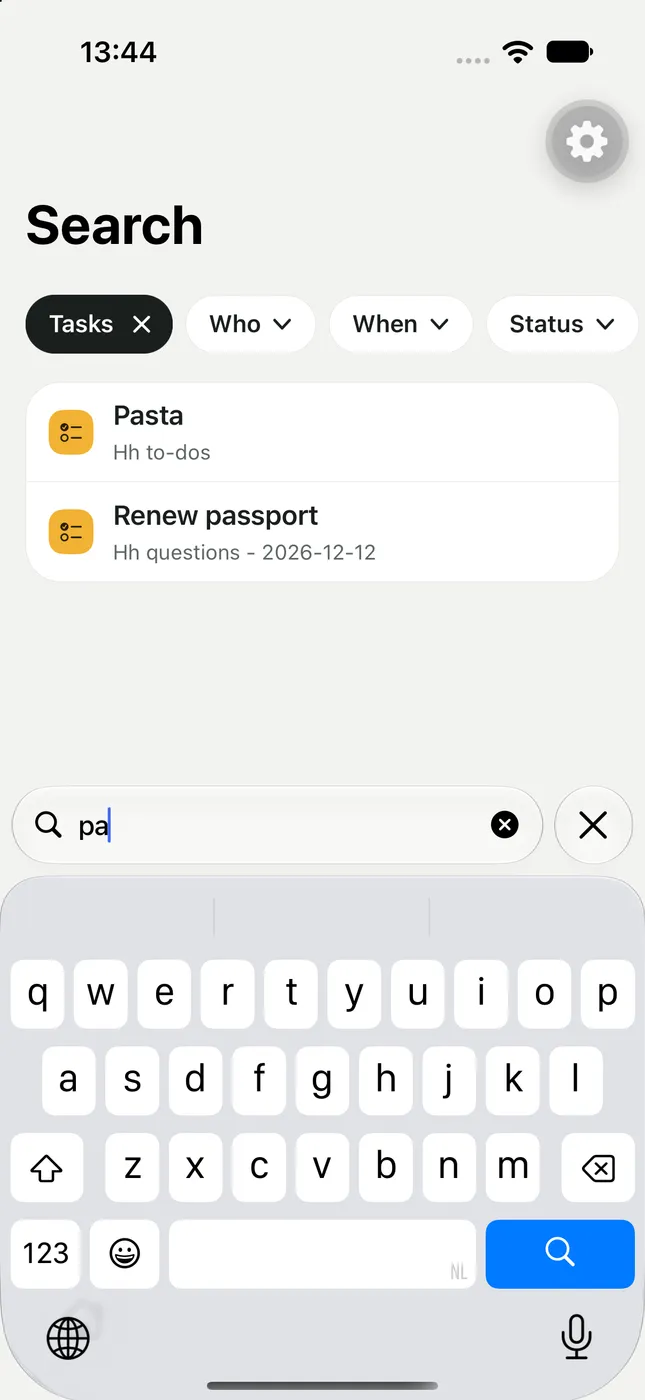 13:44
Search
Tasks
Who
When
Status
Pasta
Hh to-dos
Renew passport
Hh questions - 2026-12-12
pa
q w e r t y u i o p
a s d f g h j k l
z x c v b n m
123
NL